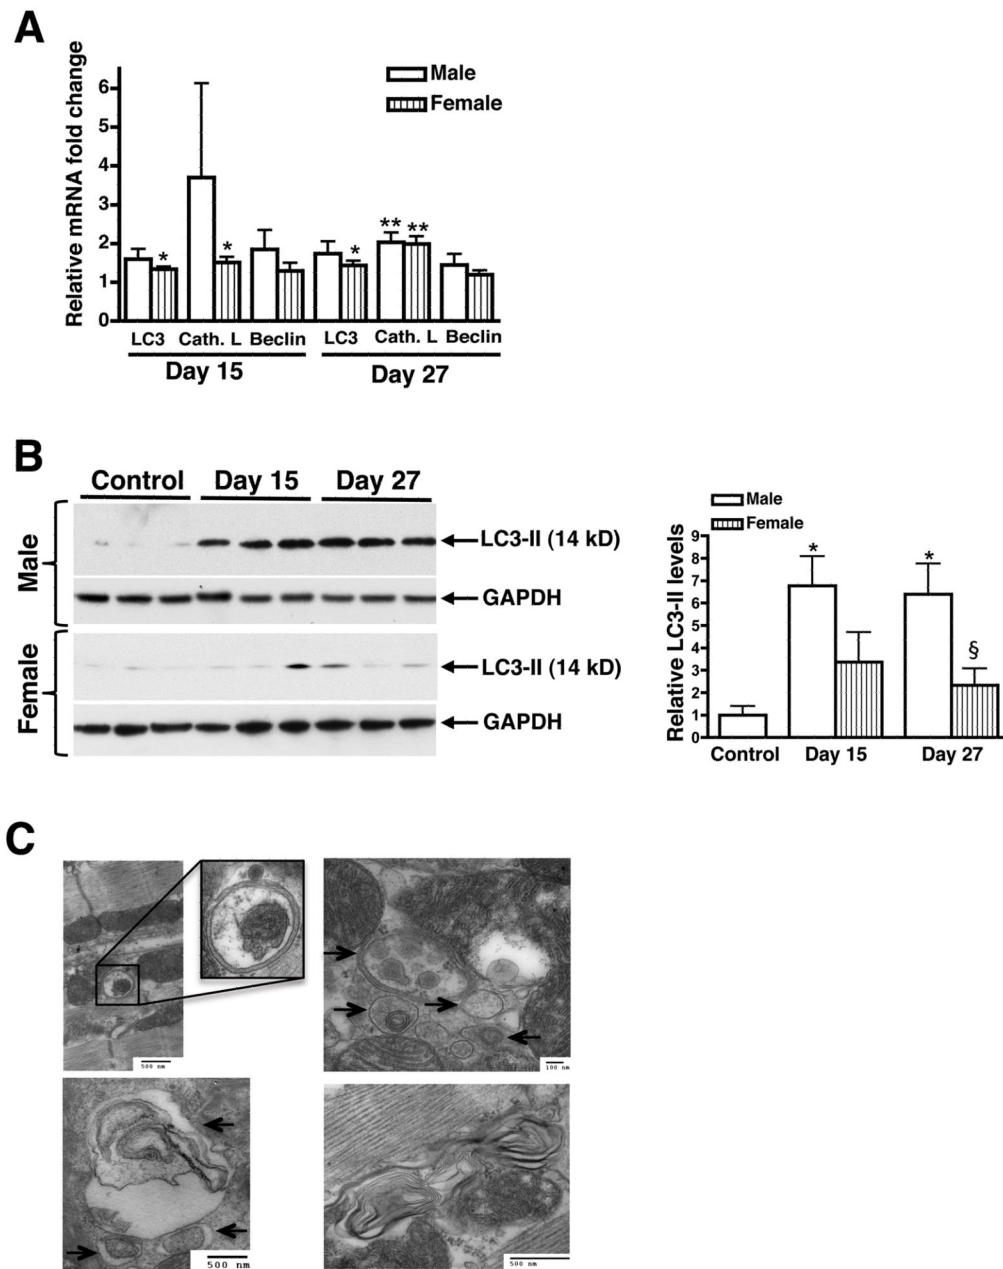 A
Relative mRNA fold change
6
5
4
3
2
1
0
Male
Female
*
*
*
**
**
LC3
Cath. L
Beclin
LC3
Cath. L
Beclin
Day 15
Day 27
B
Control
Day 15
Day 27
Male
LC3-II (14 kD)
GAPDH
Female
LC3-II (14 kD)
GAPDH
Male
Female
Relative LC3-II levels
9
8
7
6
5
4
3
2
1
0
*
*
§
Control
Day 15
Day 27
C
500 nm
100 nm
500 nm
500 nm